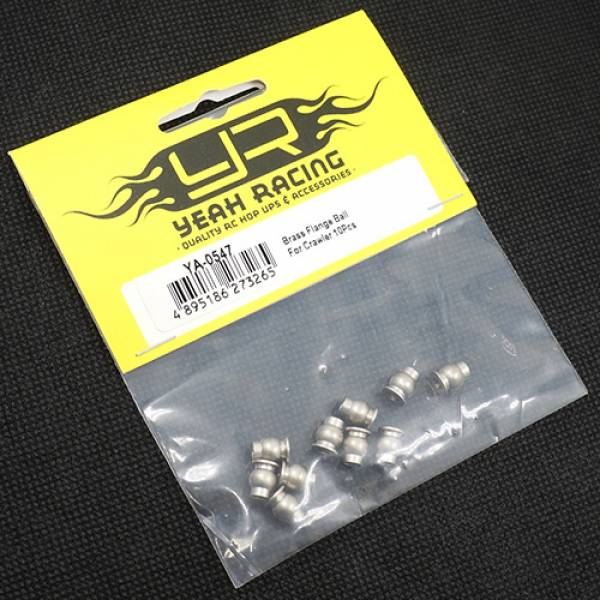 YR
YEAH RACING
· QUALITY RC HOP UPS & ACCESSORIES ·
YA-0547
4 895186 273265
Brass Flange Ball
For Crawler 10Pcs